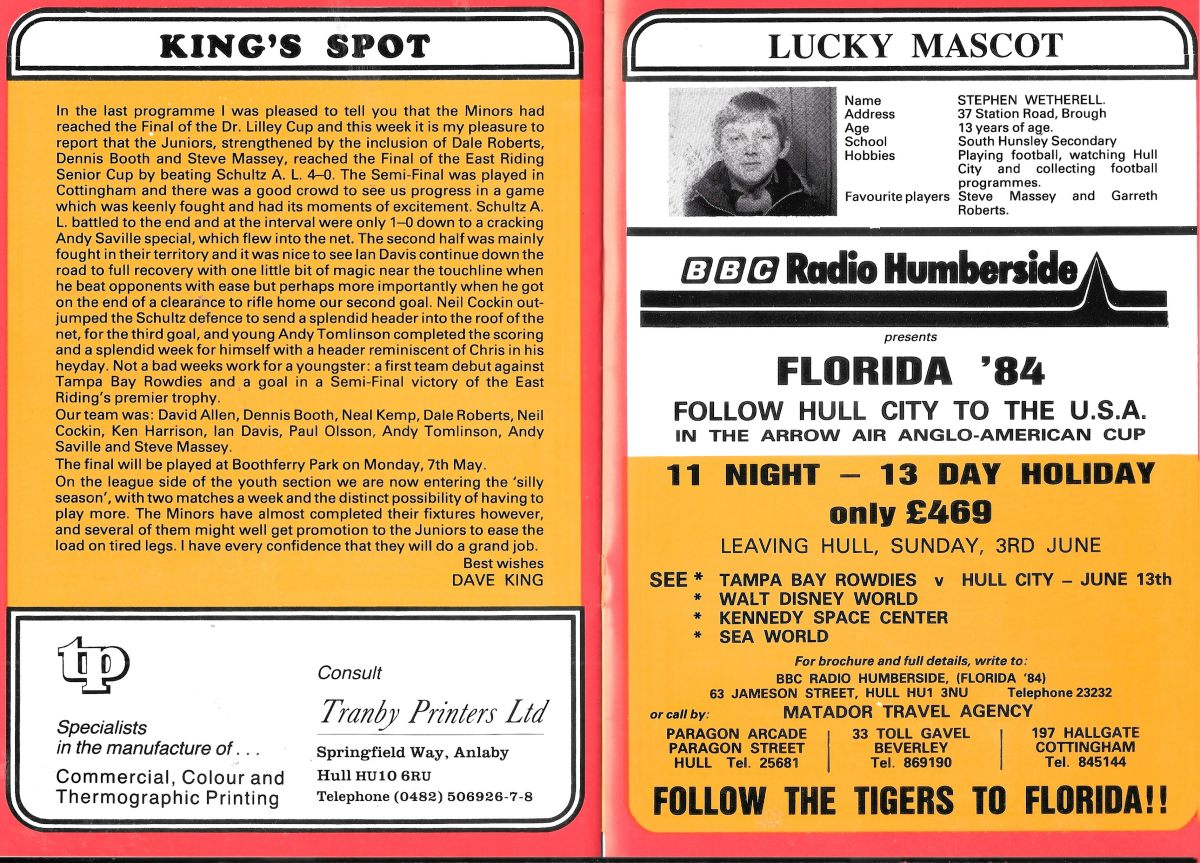 KING'S SPOT
In the last programme I was pleased to tell you that the Minors had
reached the Final of the Dr. Lilley Cup and this week it is my pleasure to
report that the Juniors, strengthened by the inclusion of Dale Roberts,
Dennis Booth and Steve Massey, reached the Final of the East Riding
Senior Cup by beating Schultz A. L. 4–0. The Semi-Final was played in
Cottingham and there was a good crowd to see us progress in a game
which was keenly fought and had its moments of excitement. Schultz A.
L. battled to the end and at the interval were only 1–0 down to a cracking
Andy Saville special, which flew into the net. The second half was mainly
fought in their territory and it was nice to see Ian Davis continue down the
road to full recovery with one little bit of magic near the touchline when
he beat opponents with ease but perhaps more importantly when he got
on the end of a clearance to rifle home our second goal. Neil Cockin out-
jumped the Schultz defence to send a splendid header into the roof of the
net, for the third goal, and young Andy Tomlinson completed the scoring
and a splendid week for himself with a header reminiscent of Chris in his
heyday. Not a bad weeks work for a youngster: a first team debut against
Tampa Bay Rowdies and a goal in a Semi-Final victory of the East
Riding's premier trophy.
Our team was: David Allen, Dennis Booth, Neal Kemp, Dale Roberts, Neil
Cockin, Ken Harrison, Ian Davis, Paul Olsson, Andy Tomlinson, Andy
Saville and Steve Massey.
The final will be played at Boothferry Park on Monday, 7th May.
On the league side of the youth section we are now entering the 'silly
season', with two matches a week and the distinct possibility of having to
play more. The Minors have almost completed their fixtures however,
and several of them might well get promotion to the Juniors to ease the
load on tired legs. I have every confidence that they will do a grand job.
Best wishes
DAVE KING
tp
Specialists
in the manufacture of . . .
Commercial, Colour and
Thermographic Printing
Consult
Tranby Printers Ltd
Springfield Way, Anlaby
Hull HU10 6RU
Telephone (0482) 506926-7-8
LUCKY MASCOT
Name STEPHEN WETHERELL.
Address 37 Station Road, Brough
Age 13 years of age.
School South Hunsley Secondary
Hobbies Playing football, watching Hull
City and collecting football
programmes.
Favourite players Steve Massey and Garreth
Roberts.
BBC Radio Humberside
presents
FLORIDA '84
FOLLOW HULL CITY TO THE U.S.A.
IN THE ARROW AIR ANGLO-AMERICAN CUP
11 NIGHT – 13 DAY HOLIDAY
only £469
LEAVING HULL, SUNDAY, 3RD JUNE
SEE * TAMPA BAY ROWDIES v HULL CITY – JUNE 13th
* WALT DISNEY WORLD
* KENNEDY SPACE CENTER
* SEA WORLD
For brochure and full details, write to:
BBC RADIO HUMBERSIDE, (FLORIDA '84)
63 JAMESON STREET, HULL HU1 3NU Telephone 23232
or call by: MATADOR TRAVEL AGENCY
PARAGON ARCADE
PARAGON STREET
HULL Tel. 25681
33 TOLL GAVEL
BEVERLEY
Tel. 869190
197 HALLGATE
COTTINGHAM
Tel. 845144
FOLLOW THE TIGERS TO FLORIDA!!